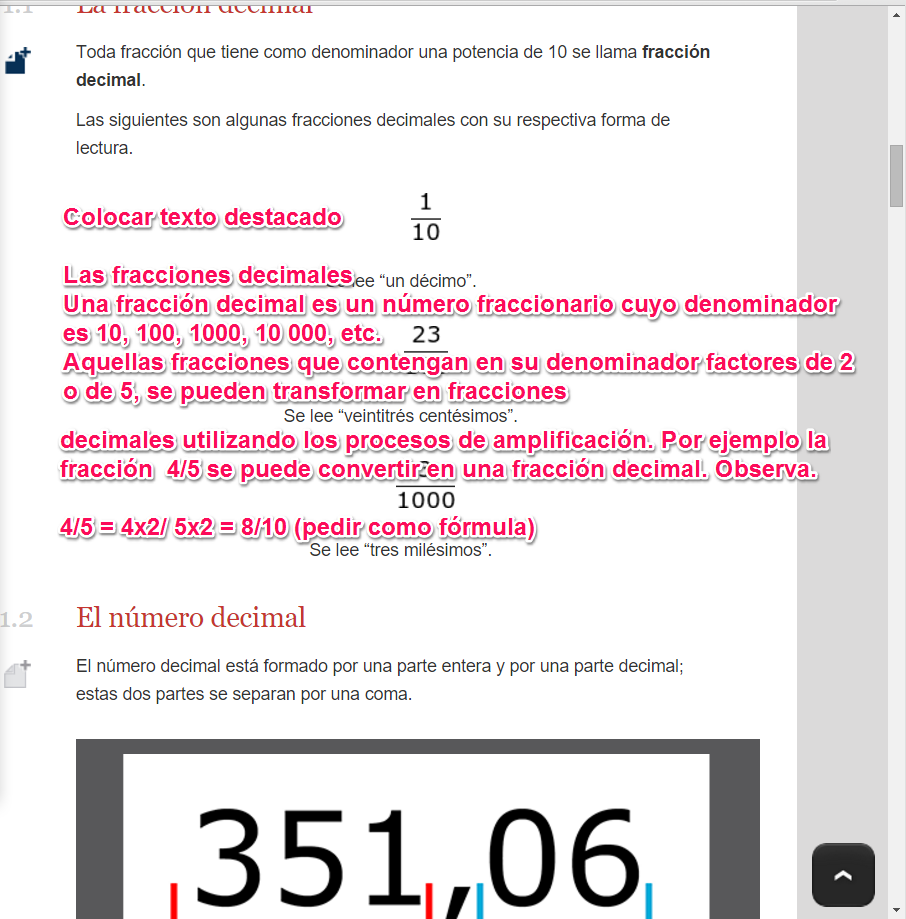 1.1 La fracción decimal
Toda fracción que tiene como denominador una potencia de 10 se llama fracción
decimal.
Las siguientes son algunas fracciones decimales con su respectiva forma de
lectura.
1
10
Colocar texto destacado
Las fracciones decimales
lee “un décimo”.
Una fracción decimal es un número fraccionario cuyo denominador
es 10, 100, 1000, 10 000, etc.
23
Aquellas fracciones que contengan en su denominador factores de 2
o de 5, se pueden transformar en fracciones
Se lee “veintitrés centésimos”.
decimales utilizando los procesos de amplificación. Por ejemplo la
fracción 4/5 se puede convertir en una fracción decimal. Observa.
1000
4/5 = 4x2/ 5x2 = 8/10 (pedir como fórmula)
Se lee “tres milésimos”.
1.2 El número decimal
El número decimal está formado por una parte entera y por una parte decimal;
estas dos partes se separan por una coma.
351,06